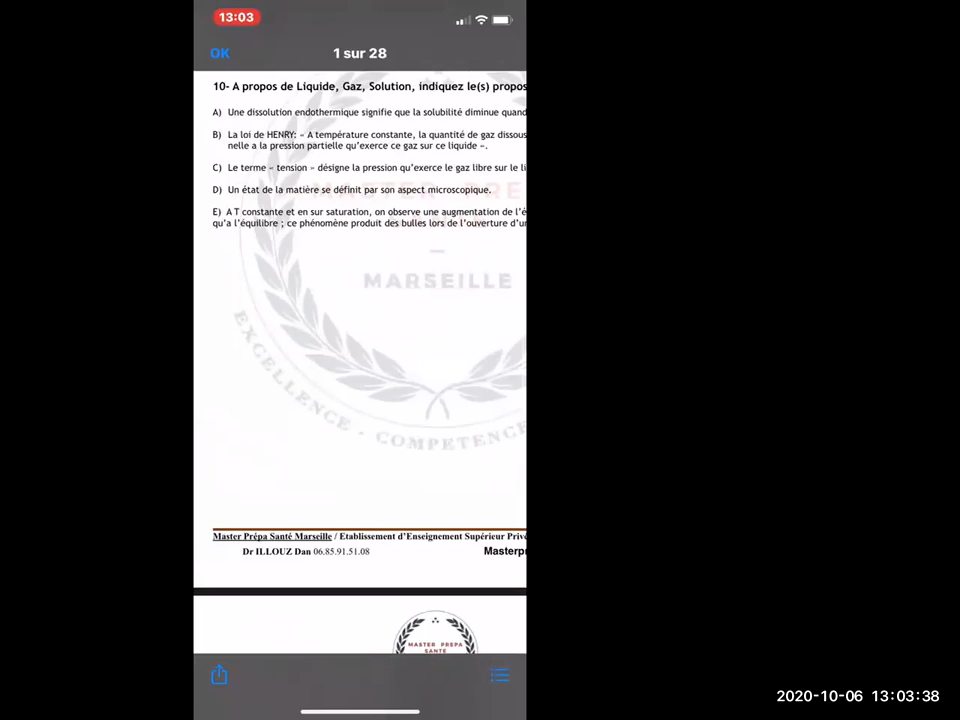 13:03
OK
1 sur 28
10- A propos de Liquide, Gaz, Solution, indiquez le(s) propos
A) Une dissolution endothermique signifie que la solubilité diminue quand
B) La loi de HENRY: « A température constante, la quantité de gaz dissous
nelle a la pression partielle qu’exerce ce gaz sur ce liquide ».
C) Le terme « tension » désigne la pression qu’exerce le gaz libre sur le li
D) Un état de la matière se définit par son aspect microscopique.
E) A T constante et en sur saturation, on observe une augmentation de l’é
qu’a l’équilibre ; ce phénomène produit des bulles lors de l’ouverture d’un
MASTER PRE
MARSEILLE
EXCELLENCE - COMPETENCE
Master Prépa Santé Marseille / Etablissement d’Enseignement Supérieur Privé
Dr ILLOUZ Dan 06.85.91.51.08
Masterpr
MASTER PREPA
SANTE
2020-10-06 13:03:38